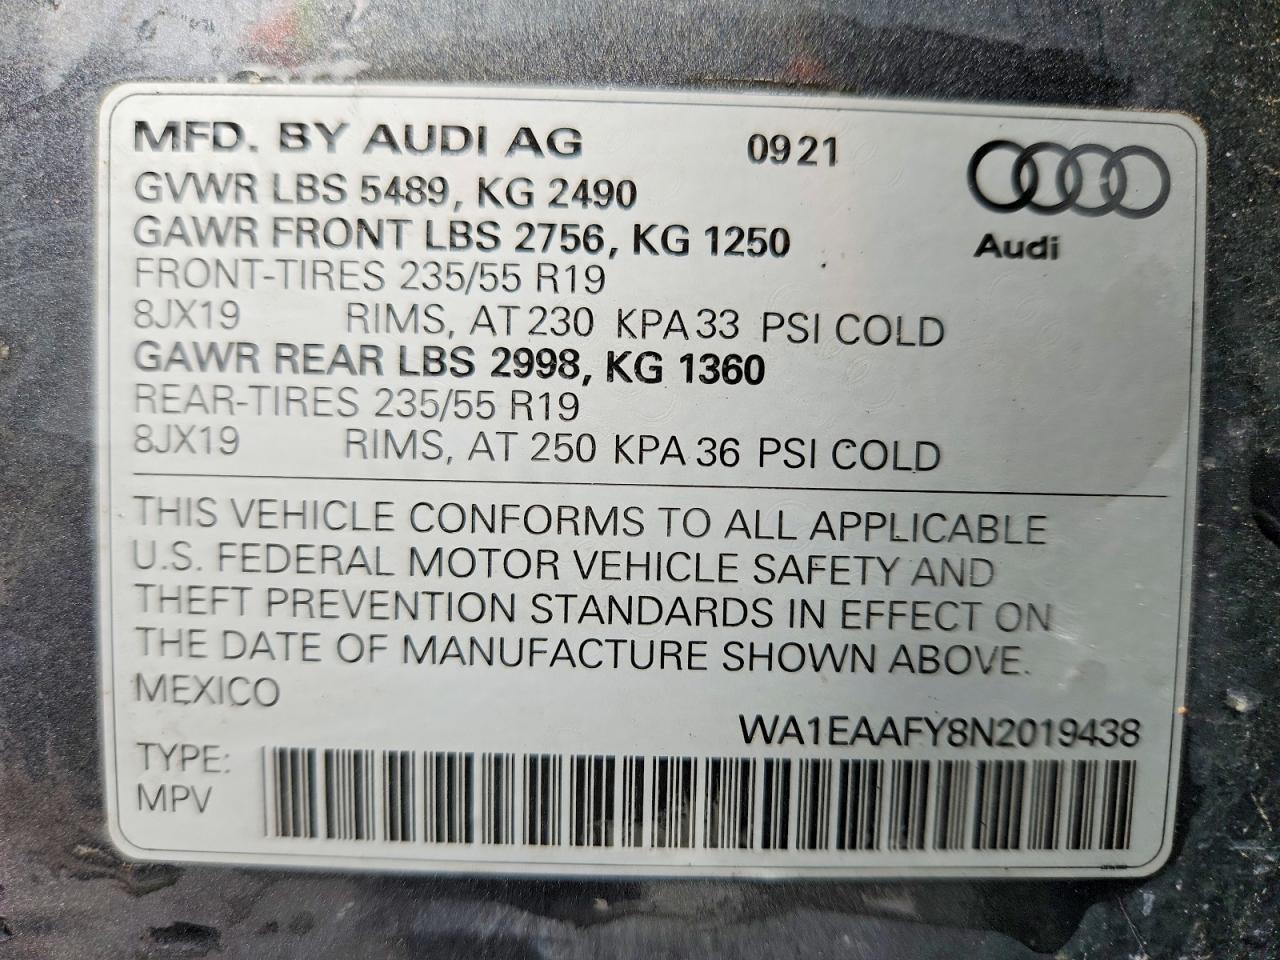 MFD. BY AUDI AG 0921
GVWR LBS 5489, KG 2490
GAWR FRONT LBS 2756, KG 1250
Audi
FRONT-TIRES 235/55 R19
8JX19 RIMS, AT 230 KPA 33 PSI COLD
GAWR REAR LBS 2998, KG 1360
REAR-TIRES 235/55 R19
8JX19 RIMS, AT 250 KPA 36 PSI COLD
THIS VEHICLE CONFORMS TO ALL APPLICABLE
U.S. FEDERAL MOTOR VEHICLE SAFETY AND
THEFT PREVENTION STANDARDS IN EFFECT ON
THE DATE OF MANUFACTURE SHOWN ABOVE.
MEXICO
WA1EAAFY8N2019438
TYPE:
MPV